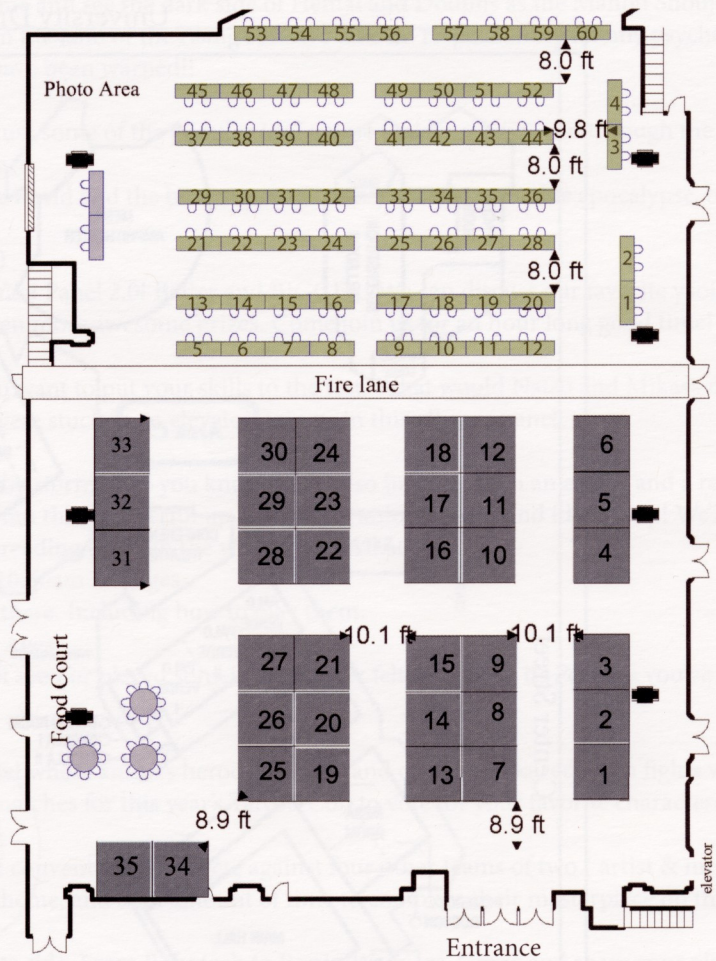 53 54 55 56 57 58 59 60
8.0 ft
Photo Area
45 46 47 48 49 50 51 52
4
9.8 ft
37 38 39 40 41 42 43 44
3
8.0 ft
29 30 31 32 33 34 35 36
21 22 23 24 25 26 27 28
2
8.0 ft
13 14 15 16 17 18 19 20
1
5 6 7 8 9 10 11 12
Fire lane
33 30 24 18 12 6
32 29 23 17 11 5
31 28 22 16 10 4
10.1 ft 10.1 ft
27 21 15 9 3
Food Court
26 20 14 8 2
25 19 13 7 1
8.9 ft 8.9 ft
35 34
elevator
Entrance